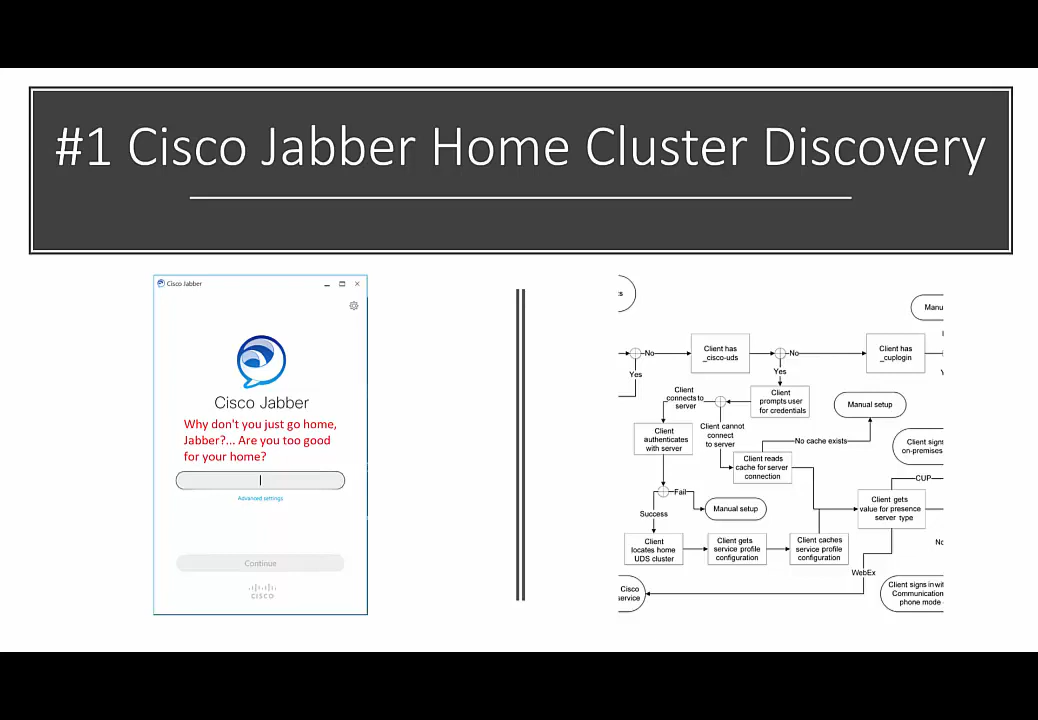 #1 Cisco Jabber Home Cluster Discovery
Cisco Jabber
Cisco Jabber
Why don't you just go home,
Jabber?... Are you too good
for your home?
Advanced settings
Continue
CISCO
Manu
No
Client has
_cisco-uds
No
Client has
_cuplogin
Yes
Yes
Client
connects to
server
Client
prompts user
for credentials
Manual setup
Client
authenticates
with server
Client cannot
connect
to server
No cache exists
Client signs
on-premises
Client reads
cache for server
connection
CUP
Fail
Success
Manual setup
Client gets
value for presence
server type
Client
locates home
UDS cluster
Client gets
service profile
configuration
Client caches
service profile
configuration
No
WebEx
Cisco
service
Client signs in wit
Communication
phone mode